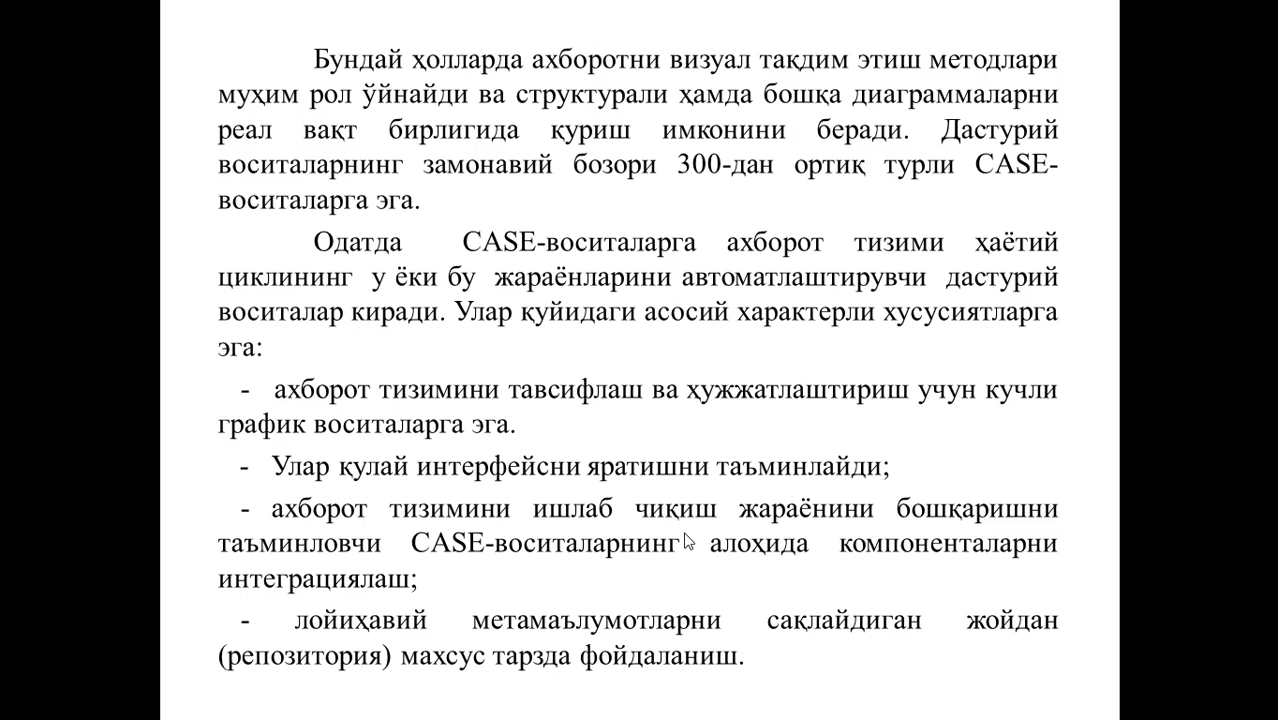 Бундай ҳолларда ахборотни визуал тақдим этиш методлари
муҳим рол ўйнайди ва структурали ҳамда бошқа диаграммаларни
реал вақт бирлигида қуриш имконини беради. Дастурий
воситаларнинг замонавий бозори 300-дан ортиқ турли CASE-
воситаларга эга.
Одатда CASE-воситаларга ахборот тизими ҳаётий
циклининг у ёки бу жараёнларини автоматлаштирувчи дастурий
воситалар киради. Улар қуйидаги асосий характерли хусусиятларга
эга:
- ахборот тизимини тавсифлаш ва ҳужжатлаштириш учун кучли
график воситаларга эга.
- Улар қулай интерфейсни яратишни таъминлайди;
- ахборот тизимини ишлаб чиқиш жараёнини бошқаришни
таъминловчи CASE-воситаларнинг алоҳида компоненталарни
интеграциялаш;
- лойиҳавий метамаълумотларни сақлайдиган жойдан
(репозитория) махсус тарзда фойдаланиш.